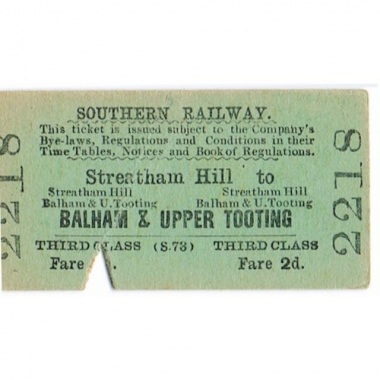 SOUTHERN RAILWAY.
This ticket is issued subject to the Company's
Bye-laws, Regulations and Conditions in their
Time Tables, Notices and Book of Regulations.
Streatham Hill to
Streatham Hill Streatham Hill
Balham & U. Tooting Balham & U. Tooting
BALHAM & UPPER TOOTING
THIRD CLASS (S.73) THIRD CLASS
Fare Fare 2d.
2218
2218